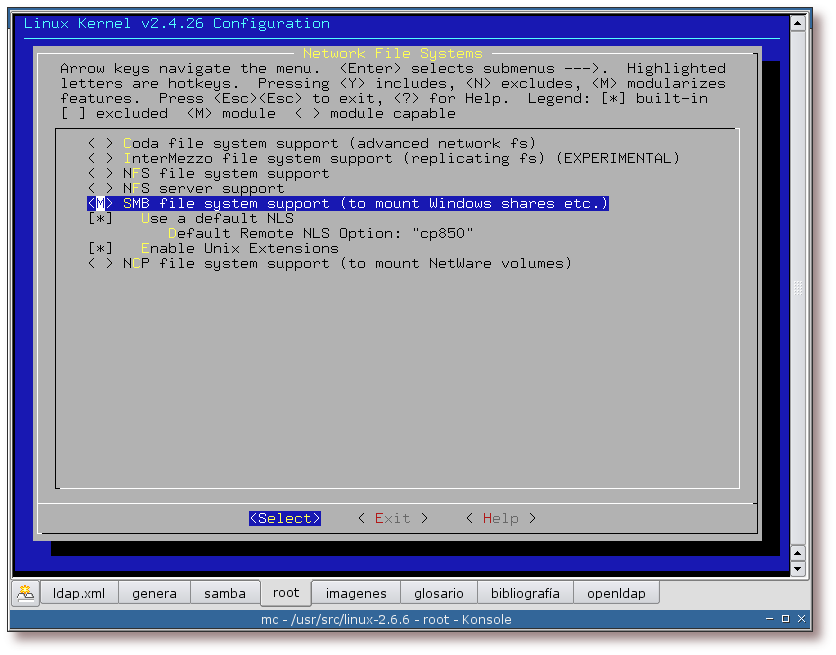 Linux Kernel v2.4.26 Configuration
Network File Systems
Arrow keys navigate the menu.  <Enter> selects submenus --->.  Highlighted
letters are hotkeys.  Pressing <Y> includes, <N> excludes, <M> modularizes
features.  Press <Esc><Esc> to exit, <?> for Help.  Legend: [*] built-in
[ ] excluded  <M> module  < > module capable
< > Coda file system support (advanced network fs)
< > InterMezzo file system support (replicating fs) (EXPERIMENTAL)
< > NFS file system support
< > NFS server support
<M> SMB file system support (to mount Windows shares etc.)
[*]   Use a default NLS
Default Remote NLS Option: "cp850"
[*]   Enable Unix Extensions
< > NCP file system support (to mount NetWare volumes)
<Select>    < Exit >    < Help >
ldap.xml genera samba root imagenes glosario bibliografía openldap
mc - /usr/src/linux-2.6.6 - root - Konsole